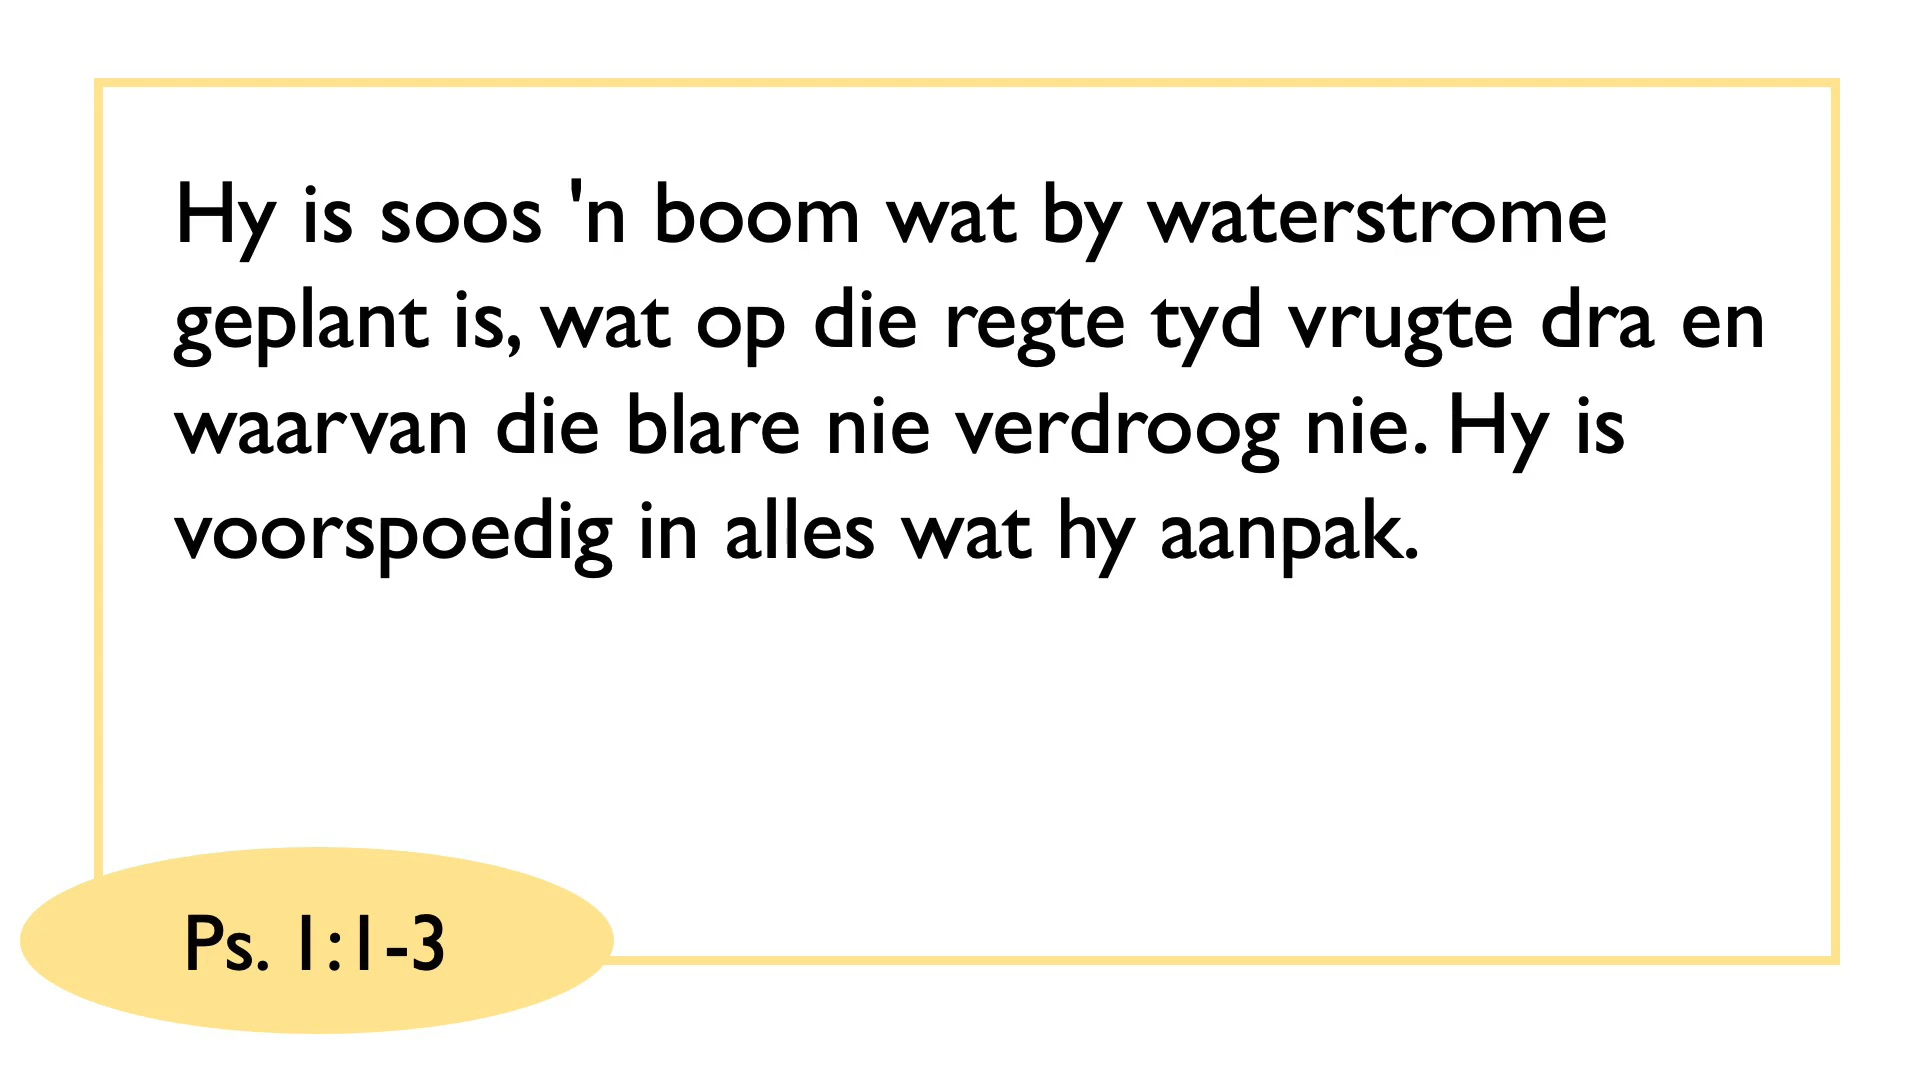 Hy is soos 'n boom wat by waterstrome
geplant is, wat op die regte tyd vrugte dra en
waarvan die blare nie verdroog nie. Hy is
voorspoedig in alles wat hy aanpak.
Ps. 1:1-3